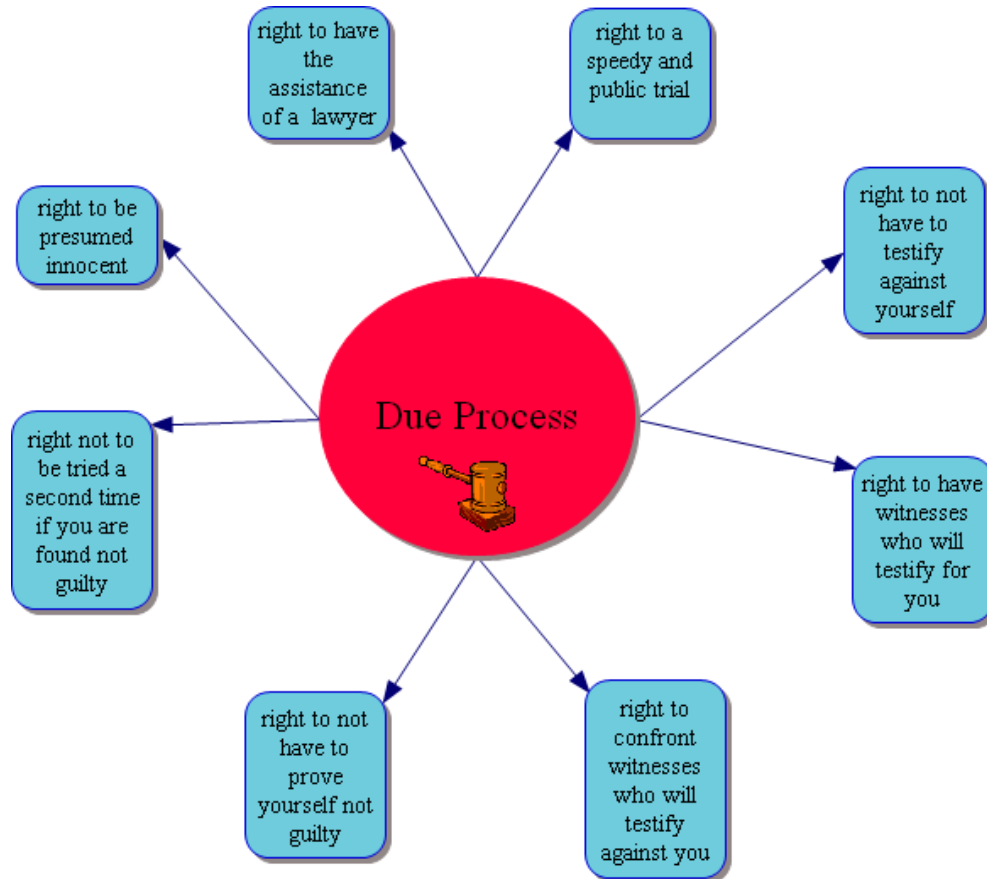 right to have
the
assistance
of a lawyer
right to a
speedy and
public trial
right to not
have to
testify
against
yourself
right to be
presumed
innocent
Due Process
right not to
be tried a
second time
if you are
found not
guilty
right to have
witnesses
who will
testify for
you
right to not
have to
prove
yourself not
guilty
right to
confront
witnesses
who will
testify
against you